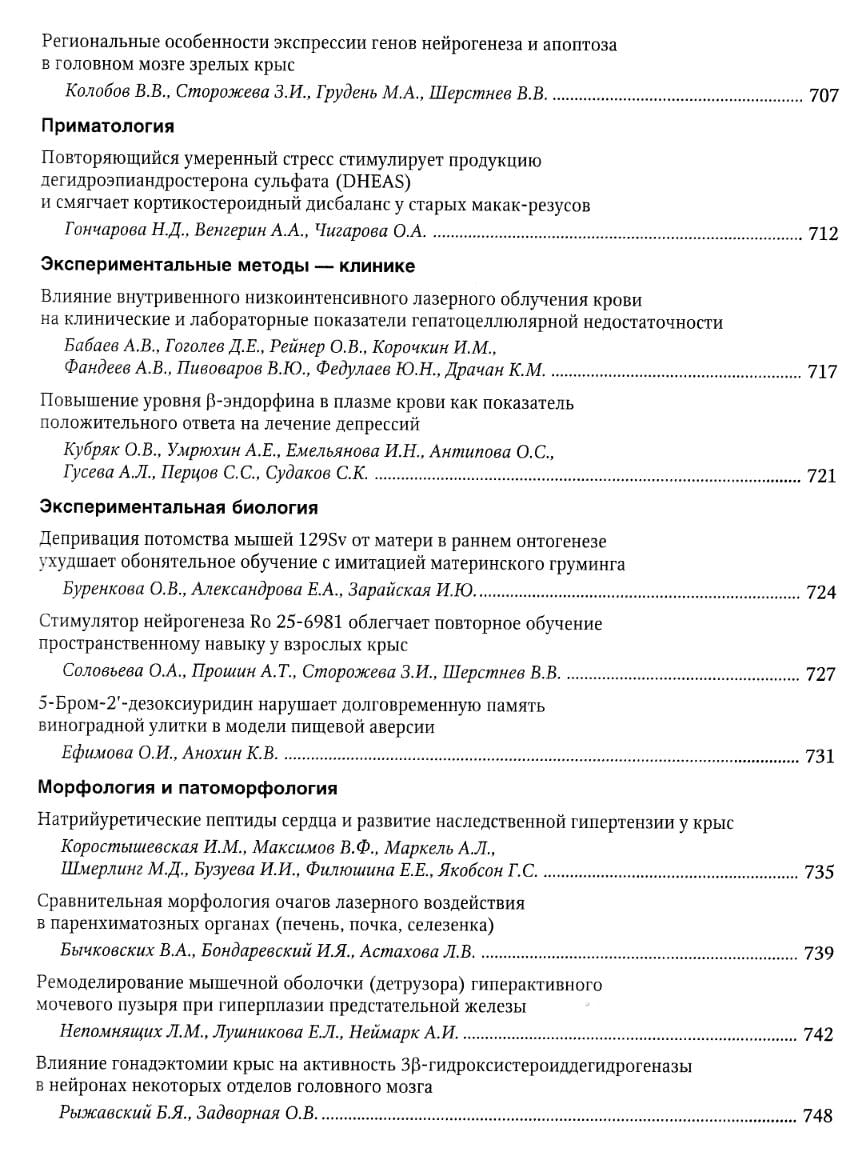 Региональные особенности экспрессии генов нейрогенеза и апоптоза
в головном мозге зрелых крыс
Колобов В.В., Сторожева З.И., Грудень М.А., Шерстнев В.В. 707
Приматология
Повторяющийся умеренный стресс стимулирует продукцию
дегидроэпиандростерона сульфата (DHEAS)
и смягчает кортикостероидный дисбаланс у старых макак-резусов
Гончарова Н.Д., Венгерин А.А., Чигарова О.А. 712
Экспериментальные методы — клинике
Влияние внутривенного низкоинтенсивного лазерного облучения крови
на клинические и лабораторные показатели гепатоцеллюлярной недостаточности
Бабаев А.В., Гоголев Д.Е., Рейнер О.В., Корочкин И.М.,
Фандеев А.В., Пивоваров В.Ю., Федулаев Ю.Н., Драчан К.М. 717
Повышение уровня β-эндорфина в плазме крови как показатель
положительного ответа на лечение депрессий
Кубряк О.В., Умрюхин А.Е., Емельянова И.Н., Антипова О.С.,
Гусева А.Л., Перцов С.С., Судаков С.К. 721
Экспериментальная биология
Депривация потомства мышей 129Sv от матери в раннем онтогенезе
ухудшает обонятельное обучение с имитацией материнского груминга
Буренкова О.В., Александрова Е.А., Зарайская И.Ю. 724
Стимулятор нейрогенеза Ro 25-6981 облегчает повторное обучение
пространственному навыку у взрослых крыс
Соловьева О.А., Прошин А.Т., Сторожева З.И., Шерстнев В.В. 727
5-Бром-2'-дезоксиуридин нарушает долговременную память
виноградной улитки в модели пищевой аверсии
Ефимова О.И., Анохин К.В. 731
Морфология и патоморфология
Натрийуретические пептиды сердца и развитие наследственной гипертензии у крыс
Коростышевская И.М., Максимов В.Ф., Маркель А.Л.,
Шмерлинг М.Д., Бузуева И.И., Филюшина Е.Е., Якобсон Г.С. 735
Сравнительная морфология очагов лазерного воздействия
в паренхиматозных органах (печень, почка, селезенка)
Бычковских В.А., Бондаревский И.Я., Астахова Л.В. 739
Ремоделирование мышечной оболочки (детрузора) гиперактивного
мочевого пузыря при гиперплазии предстательной железы
Непомнящих Л.М., Лушникова Е.Л., Неймарк А.И. 742
Влияние гонадэктомии крыс на активность 3β-гидроксистероиддегидрогеназы
в нейронах некоторых отделов головного мозга
Рыжавский Б.Я., Задворная О.В. 748